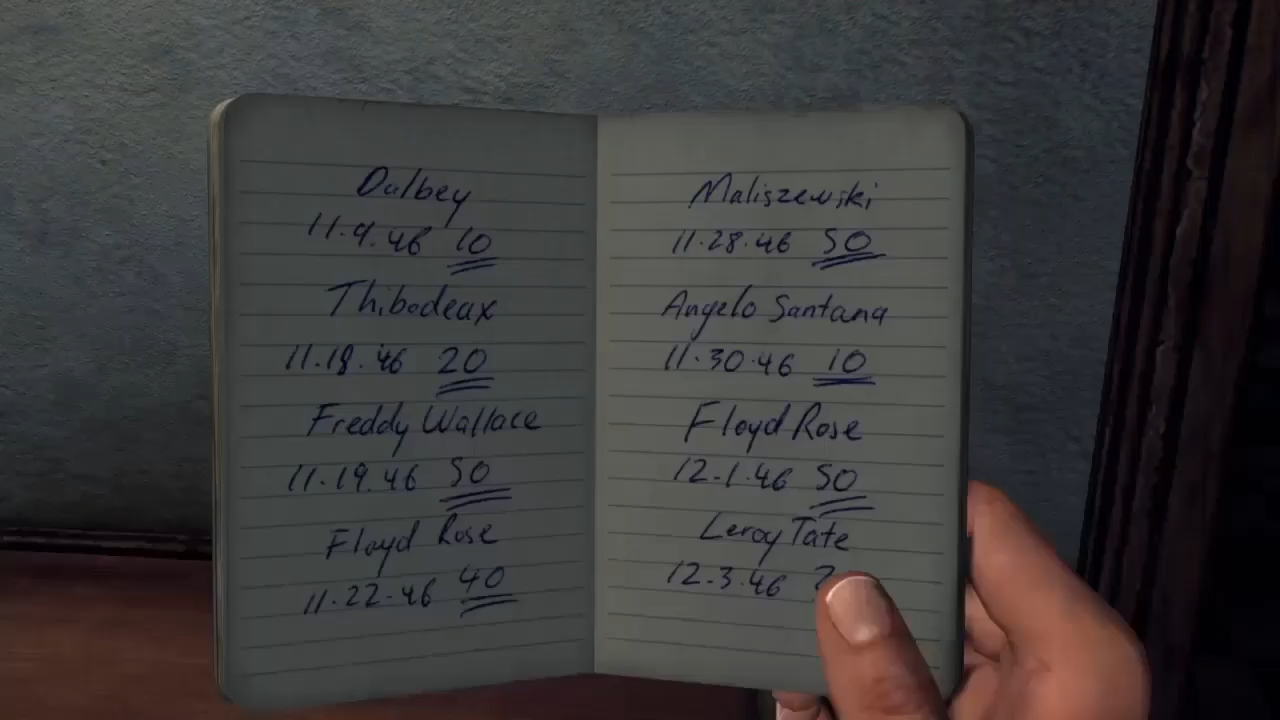 Dalbey
11.9.46 10
Thibodeax
11.18.46 20
Freddy Wallace
11.19.46 50
Floyd Rose
11.22.46 40
Maliszewski
11.28.46 50
Angelo Santana
11.30.46 10
Floyd Rose
12.1.46 50
Leroy Tate
12.3.46